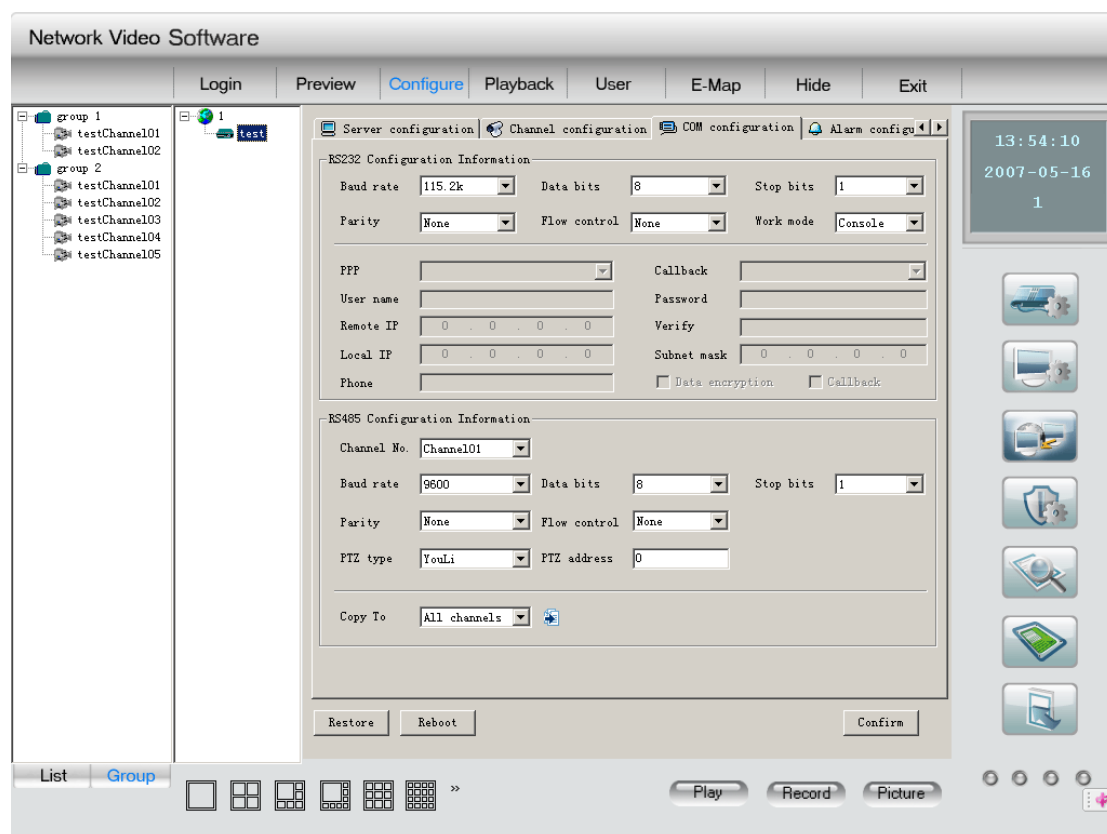 Network Video Software
Login Preview Configure Playback User E-Map Hide Exit
group 1
testChannel01
testChannel02
group 2
testChannel01
testChannel02
testChannel03
testChannel04
testChannel05
1
test
Server configuration Channel configuration COM configuration Alarm configu
13:54:10
2007-05-16
1
RS232 Configuration Information
Baud rate 115.2k Data bits 8 Stop bits 1
Parity None Flow control None Work mode Console
PPP Callback
User name Password
Remote IP 0 . 0 . 0 . 0 Verify
Local IP 0 . 0 . 0 . 0 Subnet mask 0 . 0 . 0 . 0
Phone Data encryption Callback
RS485 Configuration Information
Channel No. Channel01
Baud rate 9600 Data bits 8 Stop bits 1
Parity None Flow control None
PTZ type YouLi PTZ address 0
Copy To All channels
Restore Reboot Confirm
List Group
» Play Record Picture